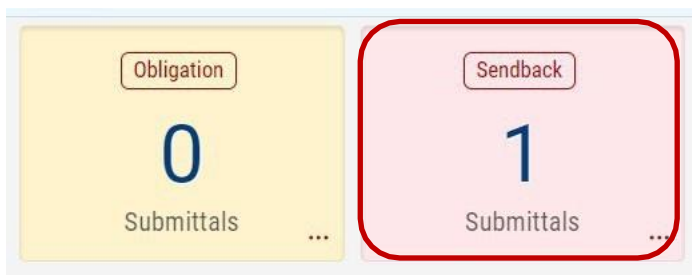 Obligation
0
Submittals
...
Sendback
1
Submittals
...